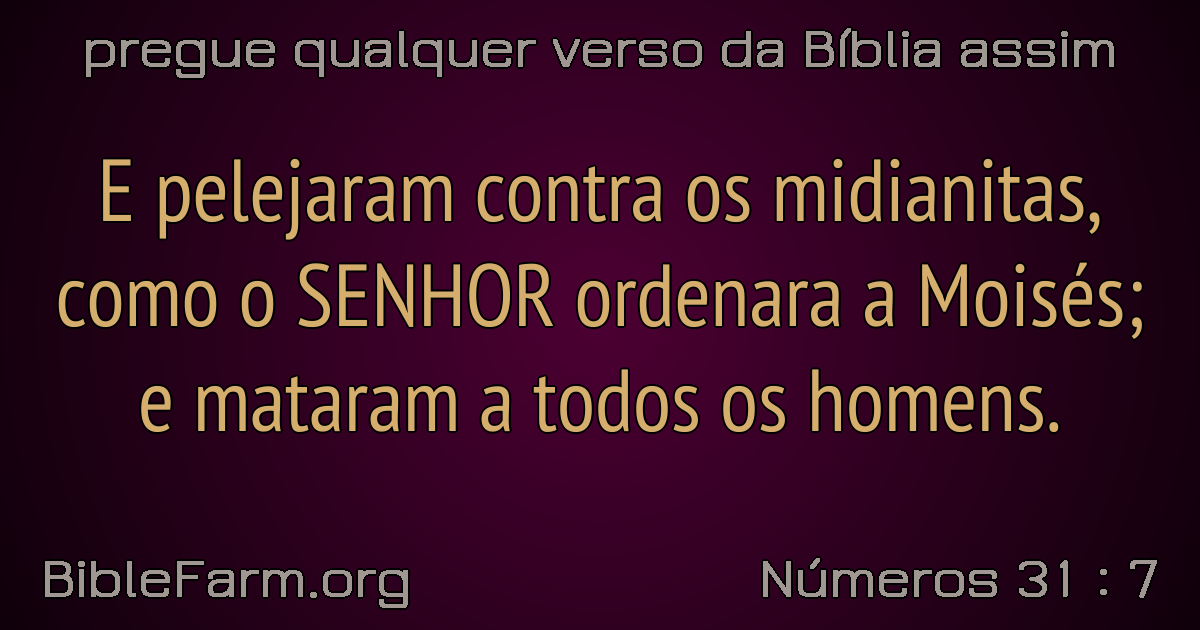 pregue qualquer verso da Bíblia assim
E pelejaram contra os midianitas,
como o SENHOR ordenara a Moisés;
e mataram a todos os homens.
BibleFarm.org
Números 31 : 7